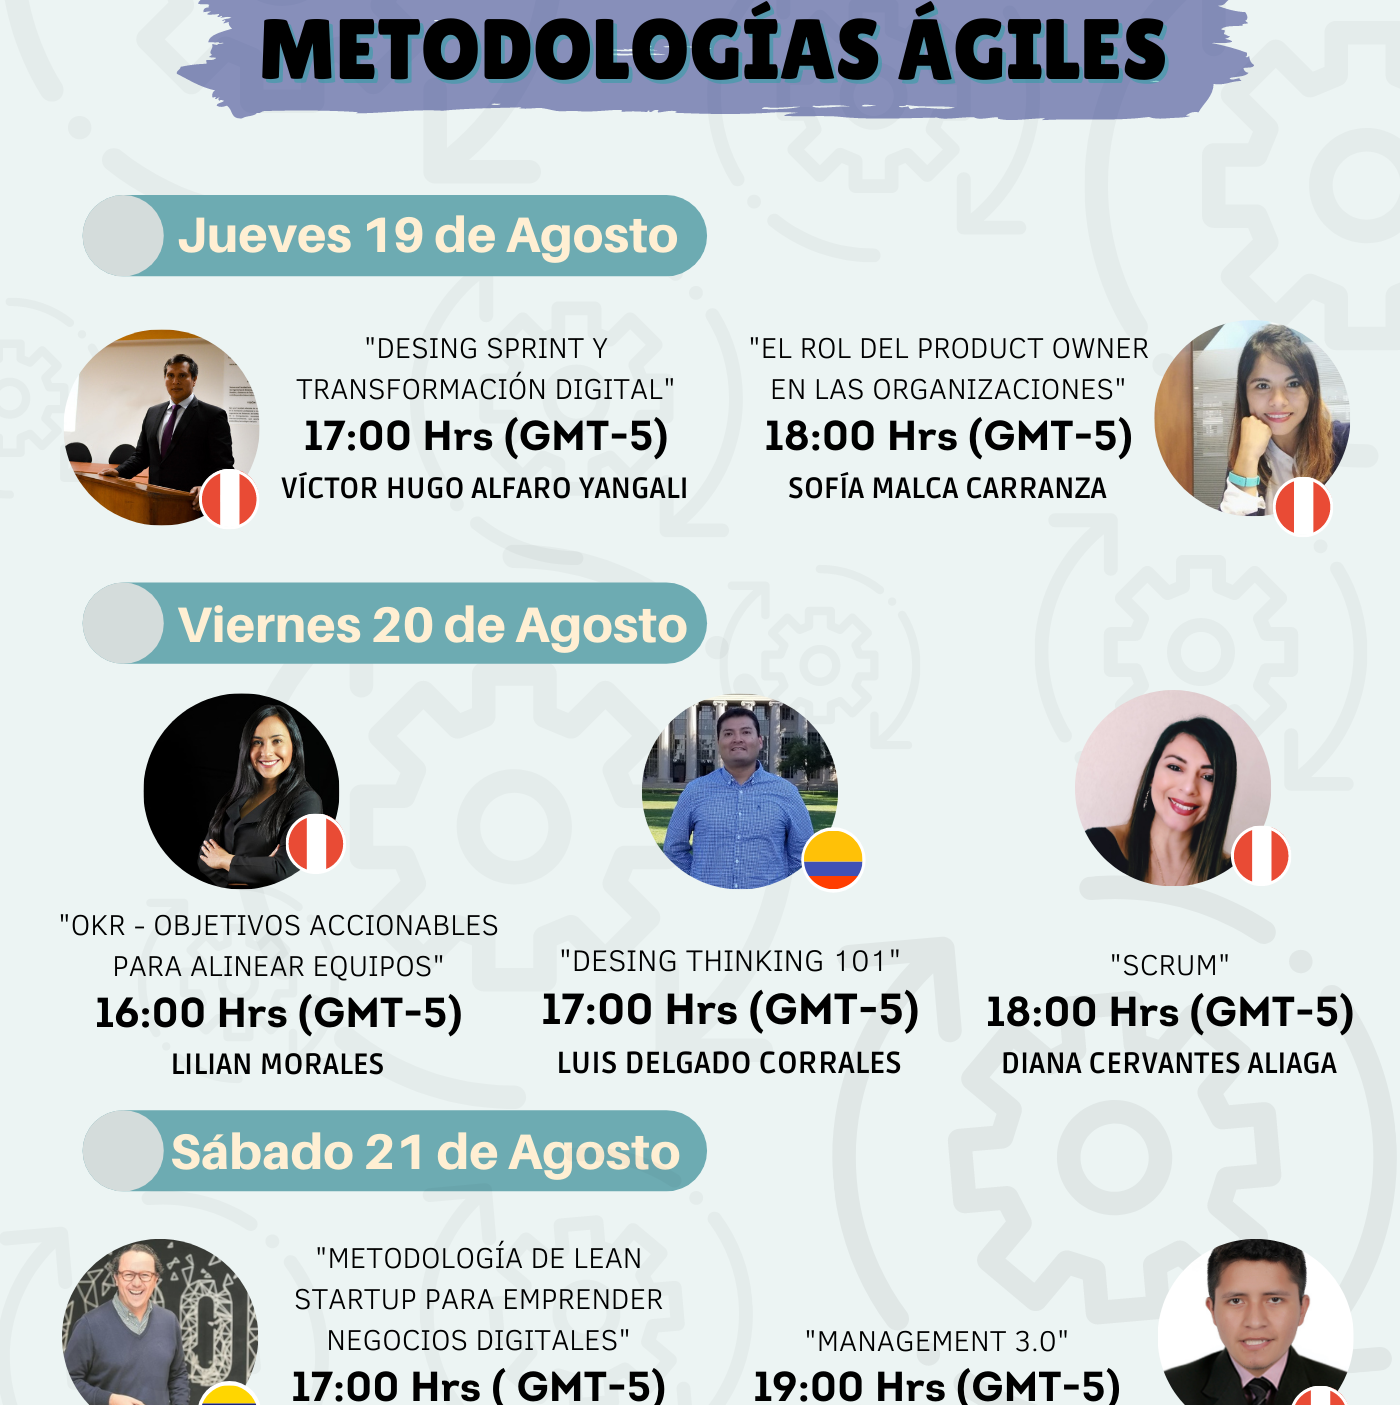 METODOLOGÍAS ÁGILES
Jueves 19 de Agosto
"DESING SPRINT Y
TRANSFORMACIÓN DIGITAL"
17:00 Hrs (GMT-5)
VÍCTOR HUGO ALFARO YANGALI
"EL ROL DEL PRODUCT OWNER
EN LAS ORGANIZACIONES"
18:00 Hrs (GMT-5)
SOFÍA MALCA CARRANZA
Viernes 20 de Agosto
"OKR - OBJETIVOS ACCIONABLES
PARA ALINEAR EQUIPOS"
16:00 Hrs (GMT-5)
LILIAN MORALES
"DESING THINKING 101"
17:00 Hrs (GMT-5)
LUIS DELGADO CORRALES
"SCRUM"
18:00 Hrs (GMT-5)
DIANA CERVANTES ALIAGA
Sábado 21 de Agosto
"METODOLOGÍA DE LEAN
STARTUP PARA EMPRENDER
NEGOCIOS DIGITALES"
17:00 Hrs ( GMT-5)
"MANAGEMENT 3.0"
19:00 Hrs (GMT-5)